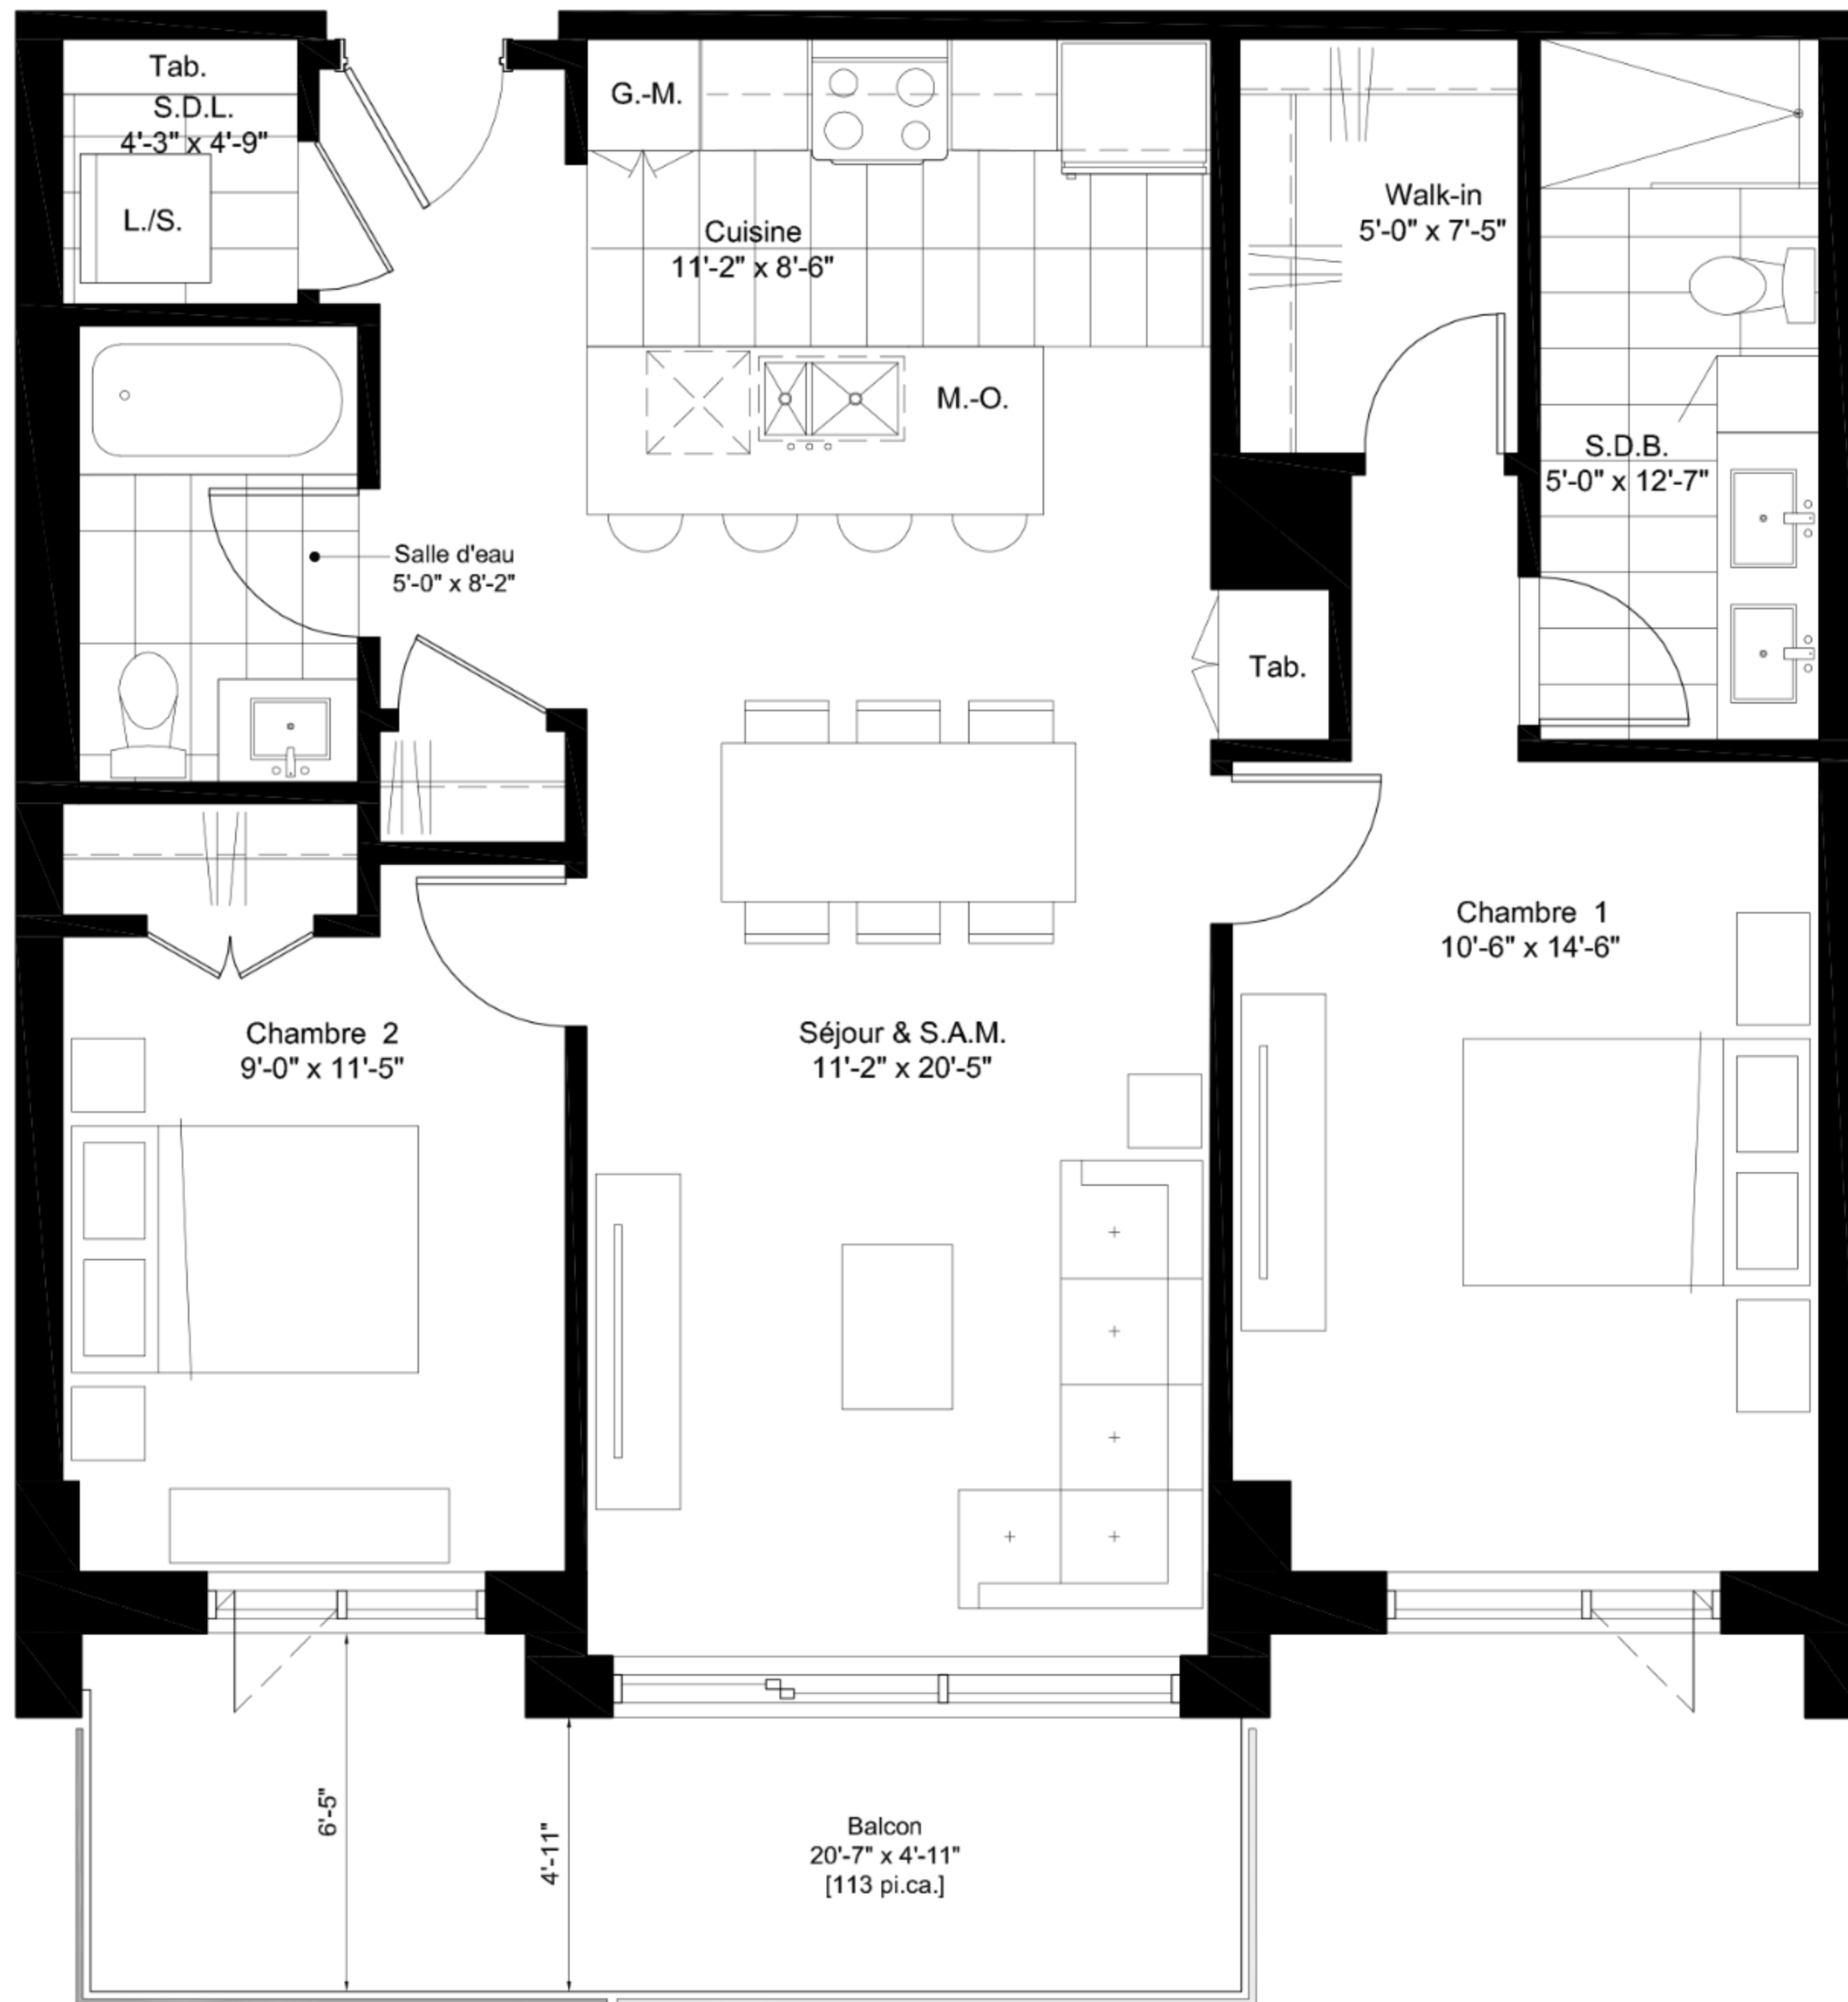 Tab.
S.D.L.
4'-3" x 4'-9"
L./S.
G.-M.
Cuisine
11'-2" x 8'-6"
Walk-in
5'-0" x 7'-5"
M.-O.
S.D.B.
5'-0" x 12'-7"
Salle d'eau
5'-0" x 8'-2"
Tab.
Chambre 1
10'-6" x 14'-6"
Chambre 2
9'-0" x 11'-5"
Séjour & S.A.M.
11'-2" x 20'-5"
6'-5"
4'-11"
Balcon
20'-7" x 4'-11"
[113 pi.ca.]